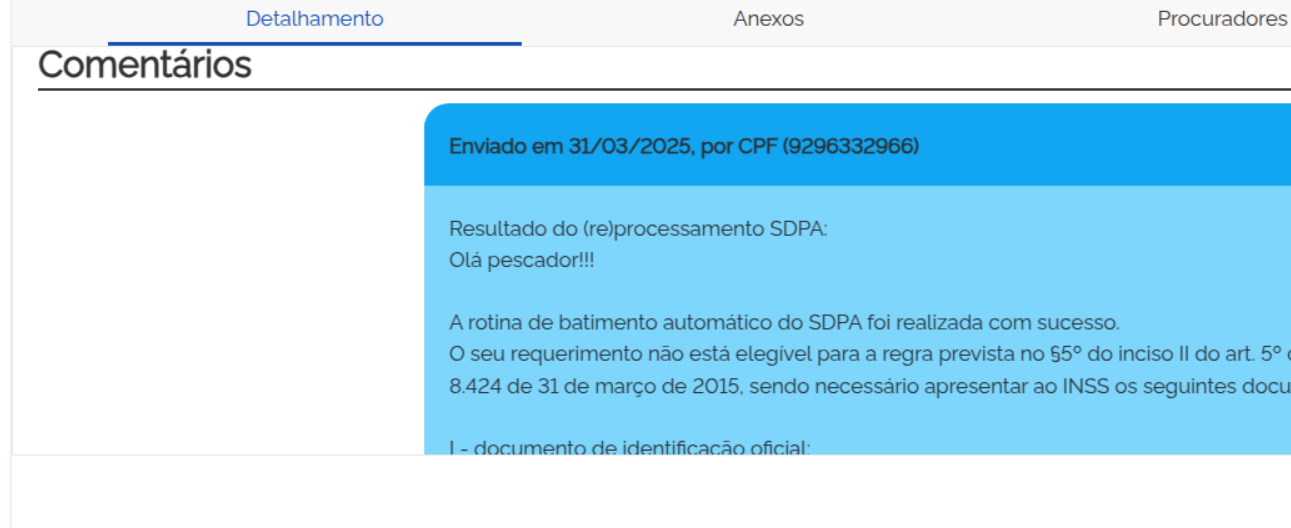 Detalhamento Anexos Procuradores
Comentários
Enviado em 31/03/2025, por CPF (9296332966)
Resultado do (re)processamento SDPA:
Olá pescador!!!
A rotina de batimento automático do SDPA foi realizada com sucesso.
O seu requerimento não está elegível para a regra prevista no §5º do inciso II do art. 5º
8.424 de 31 de março de 2015, sendo necessário apresentar ao INSS os seguintes
I - documento de identificação oficial;